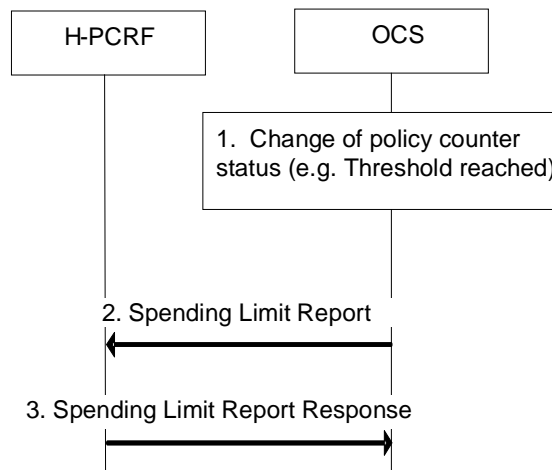 H-PCRF
OCS
1. Change of policy counter
status (e.g. Threshold reached)
2. Spending Limit Report
3. Spending Limit Report Response